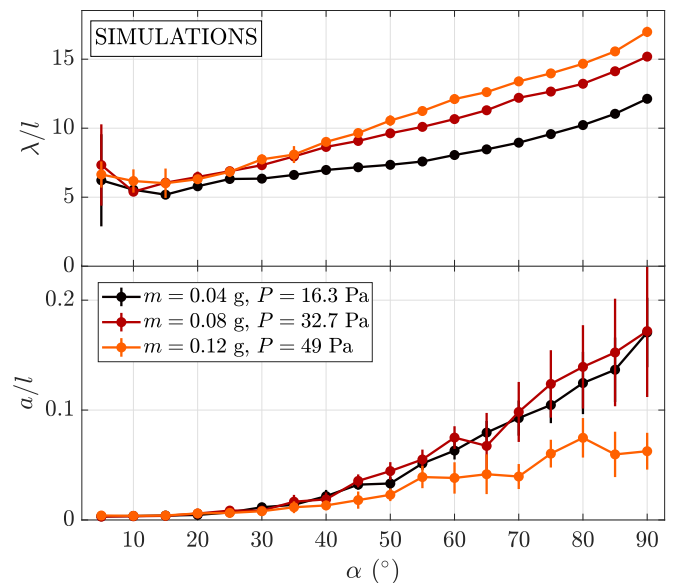 SIMULATIONS
15
10
5
0
λ/l
m = 0.04 g, P = 16.3 Pa
m = 0.08 g, P = 32.7 Pa
m = 0.12 g, P = 49 Pa
0.2
0.1
0
a/l
10 20 30 40 50 60 70 80 90
α (°)